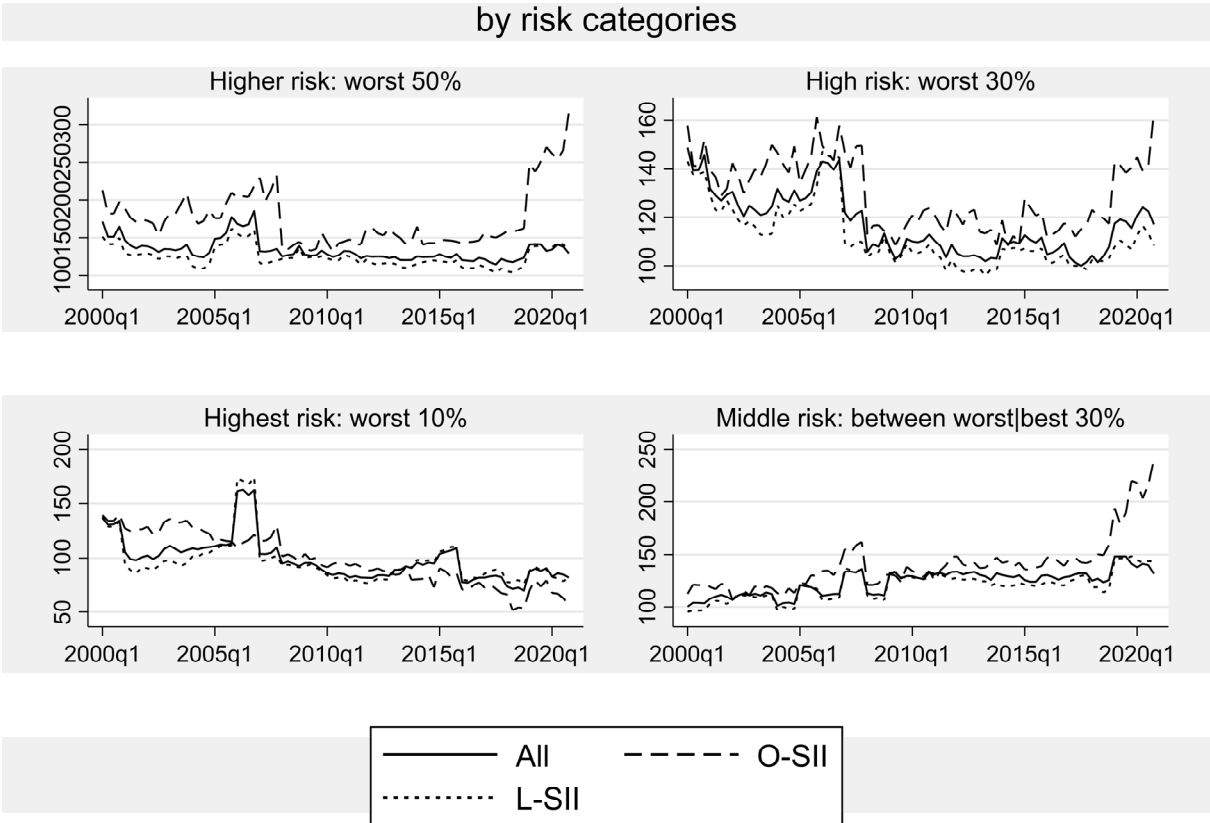 by risk categories
Higher risk: worst 50%
100150200250300
2000q1 2005q1 2010q1 2015q1 2020q1
High risk: worst 30%
100 120 140 160
2000q1 2005q1 2010q1 2015q1 2020q1
Highest risk: worst 10%
50 100 150 200
2000q1 2005q1 2010q1 2015q1 2020q1
Middle risk: between worst|best 30%
100 150 200 250
2000q1 2005q1 2010q1 2015q1 2020q1
All O-SII
L-SII